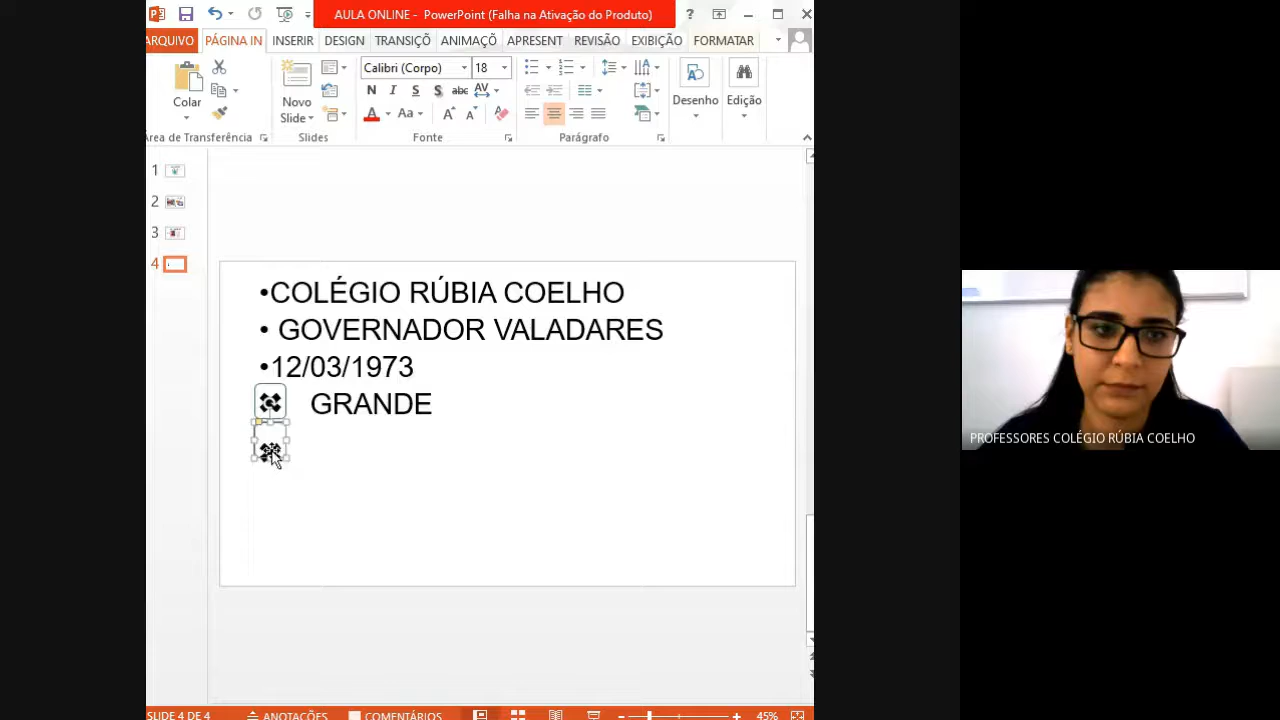 AULA ONLINE - PowerPoint (Falha na Ativação do Produto)
ARQUIVO PÁGINA IN INSERIR DESIGN TRANSIÇÕ ANIMAÇÕ APRESENT REVISÃO EXIBIÇÃO FORMATAR
Calibri (Corpo) 18
Colar
Novo Slide
N I S S abc AV
A Aa A A
Desenho
Edição
Área de Transferência Slides Fonte Parágrafo
1
2
3
4
•COLÉGIO RÚBIA COELHO
• GOVERNADOR VALADARES
•12/03/1973
GRANDE
PROFESSORES COLÉGIO RÚBIA COELHO
SLIDE 4 DE 4 ANOTAÇÕES COMENTÁRIOS 45%